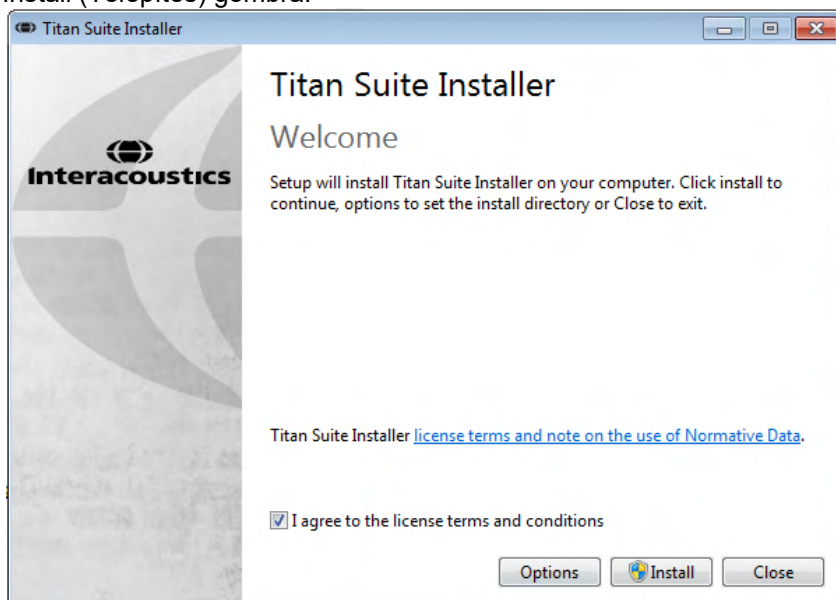 Install (Telepítés) gombra.
Titan Suite Installer
Titan Suite Installer
Welcome
Interacoustics
Setup will install Titan Suite Installer on your computer. Click install to
continue, options to set the install directory or Close to exit.
Titan Suite Installer license terms and note on the use of Normative Data.
I agree to the license terms and conditions
Options
Install
Close